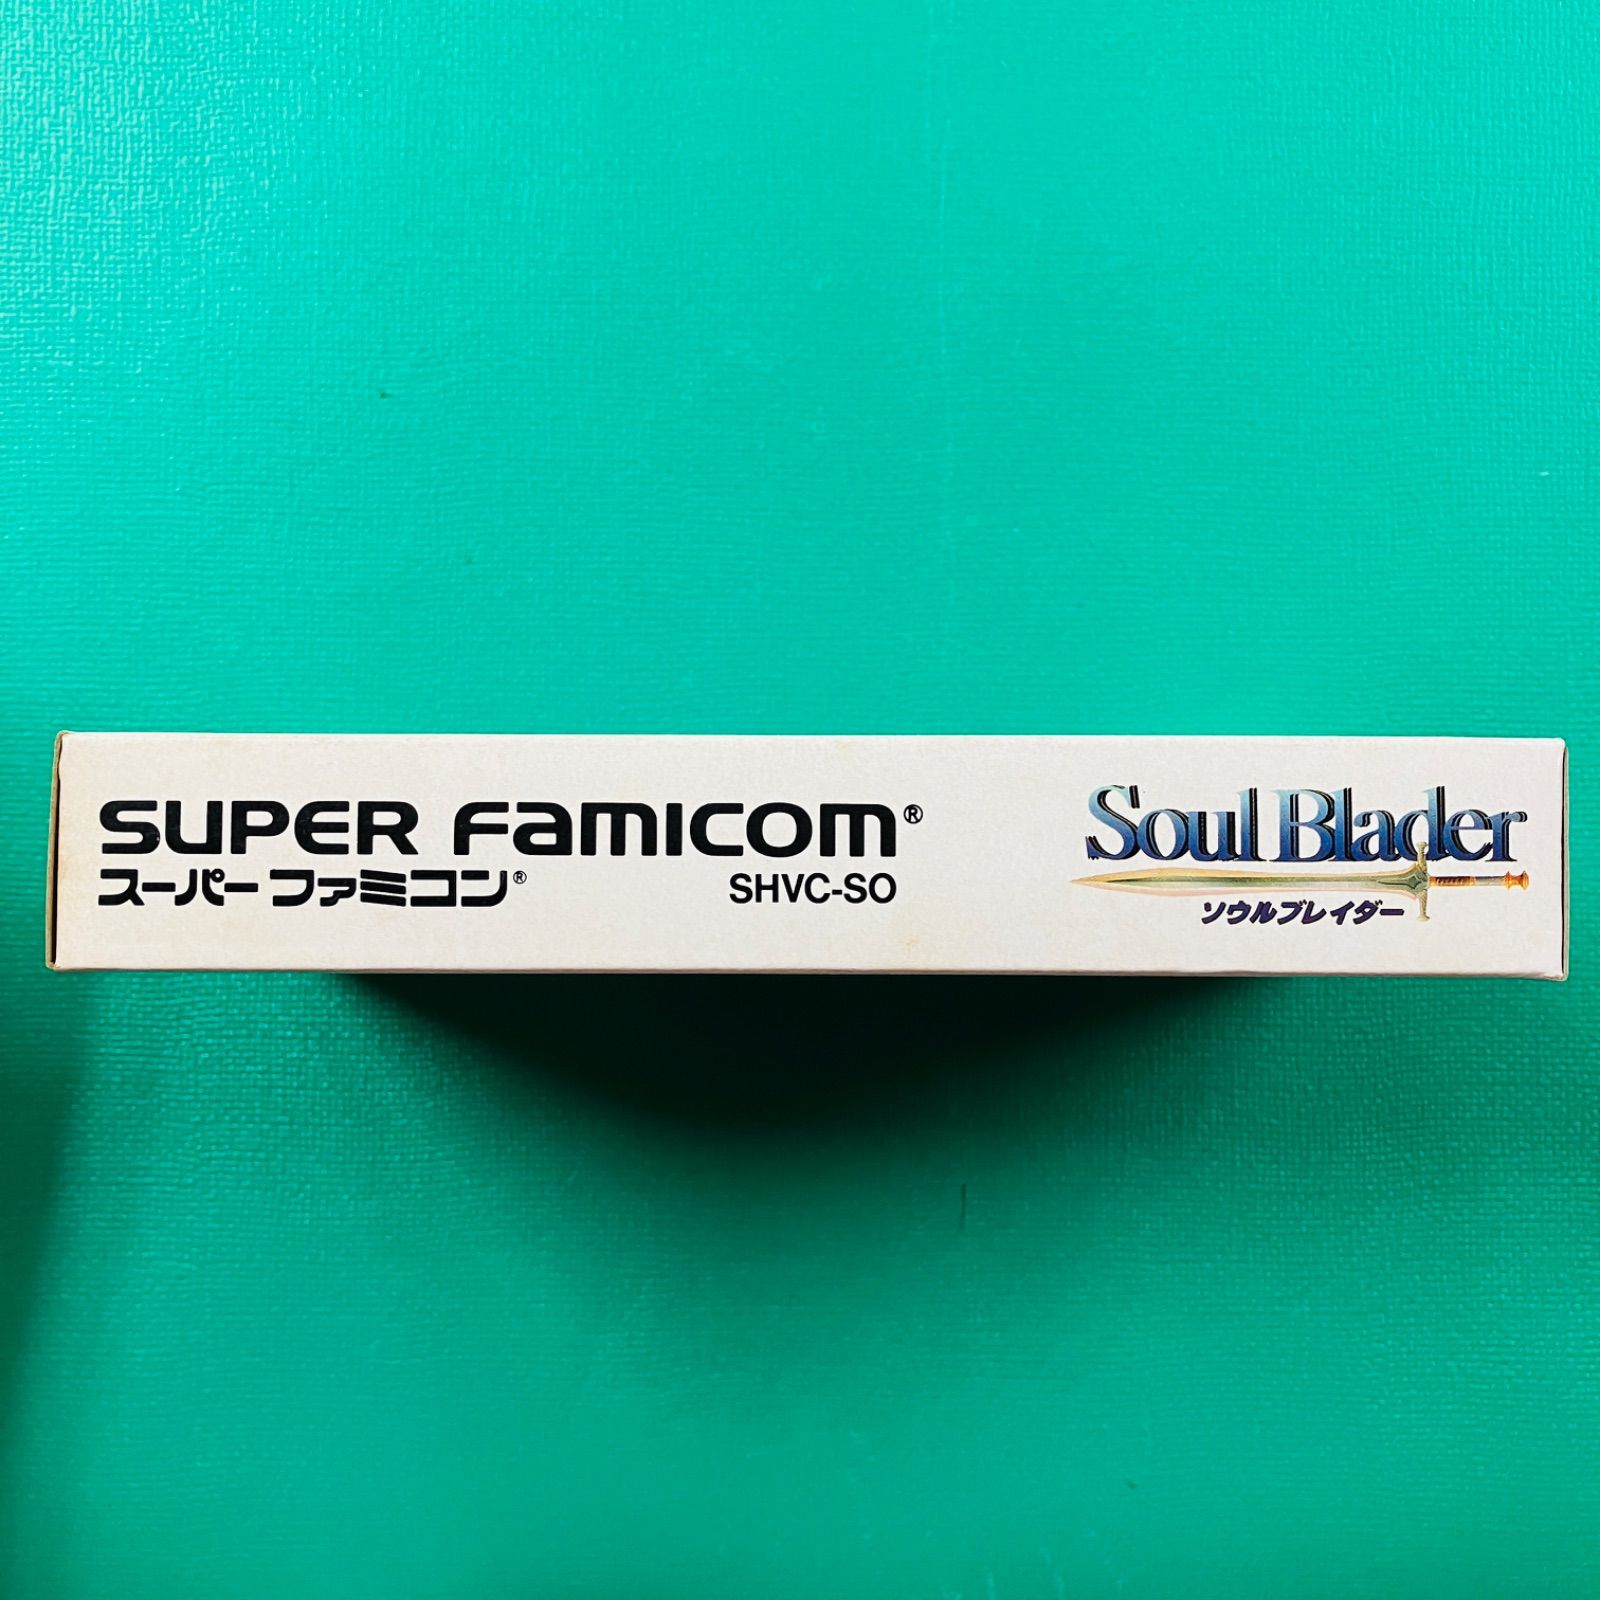 SUPER FAMICOM®
スーパーファミコン®
SHVC-SO
Soul Blader
ソウルブレイダー